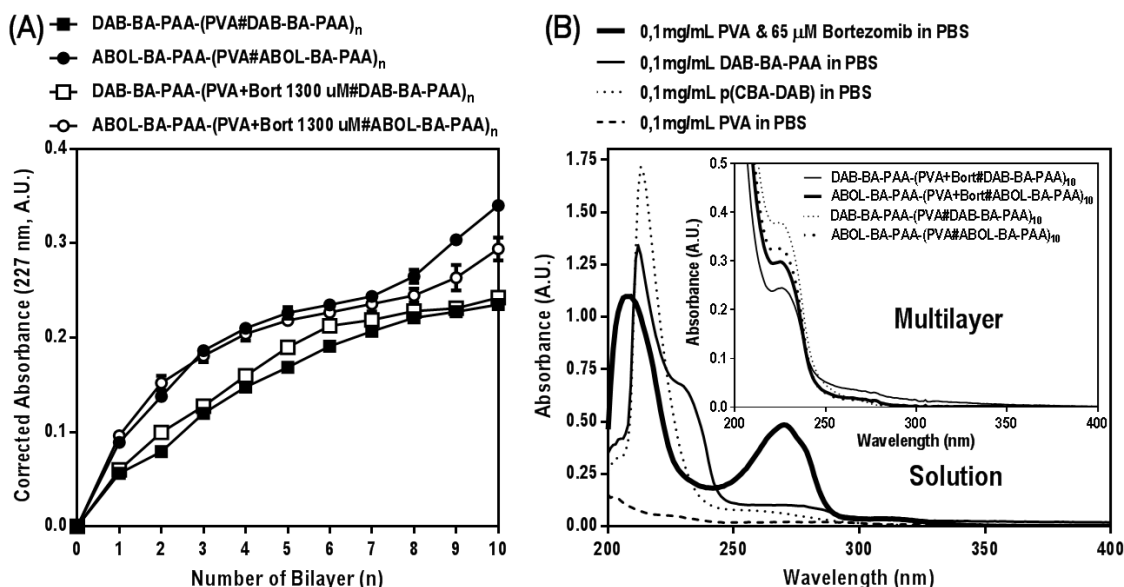 (A)
DAB-BA-PAA-(PVA#DAB-BA-PAA)n
ABOL-BA-PAA-(PVA#ABOL-BA-PAA)n
DAB-BA-PAA-(PVA+Bort 1300 uM#DAB-BA-PAA)n
ABOL-BA-PAA-(PVA+Bort 1300 uM#ABOL-BA-PAA)n
Corrected Absorbance (227 nm, A.U.)
0.4
0.3
0.2
0.1
0.0
0 1 2 3 4 5 6 7 8 9 10
Number of Bilayer (n)
(B)
0,1mg/mL PVA & 65 μM Bortezomib in PBS
0,1mg/mL DAB-BA-PAA in PBS
0,1mg/mL p(CBA-DAB) in PBS
0,1mg/mL PVA in PBS
Absorbance (A.U.)
1.75
1.50
1.25
1.00
0.75
0.50
0.25
0.00
200 250 300 350 400
Wavelength (nm)
Solution
DAB-BA-PAA-(PVA+Bort#DAB-BA-PAA)10
ABOL-BA-PAA-(PVA+Bort#ABOL-BA-PAA)10
DAB-BA-PAA-(PVA#DAB-BA-PAA)10
ABOL-BA-PAA-(PVA#ABOL-BA-PAA)10
Absorbance (A.U.)
0.5
0.4
0.3
0.2
0.1
0.0
200 250 300 350 400
Wavelength (nm)
Multilayer